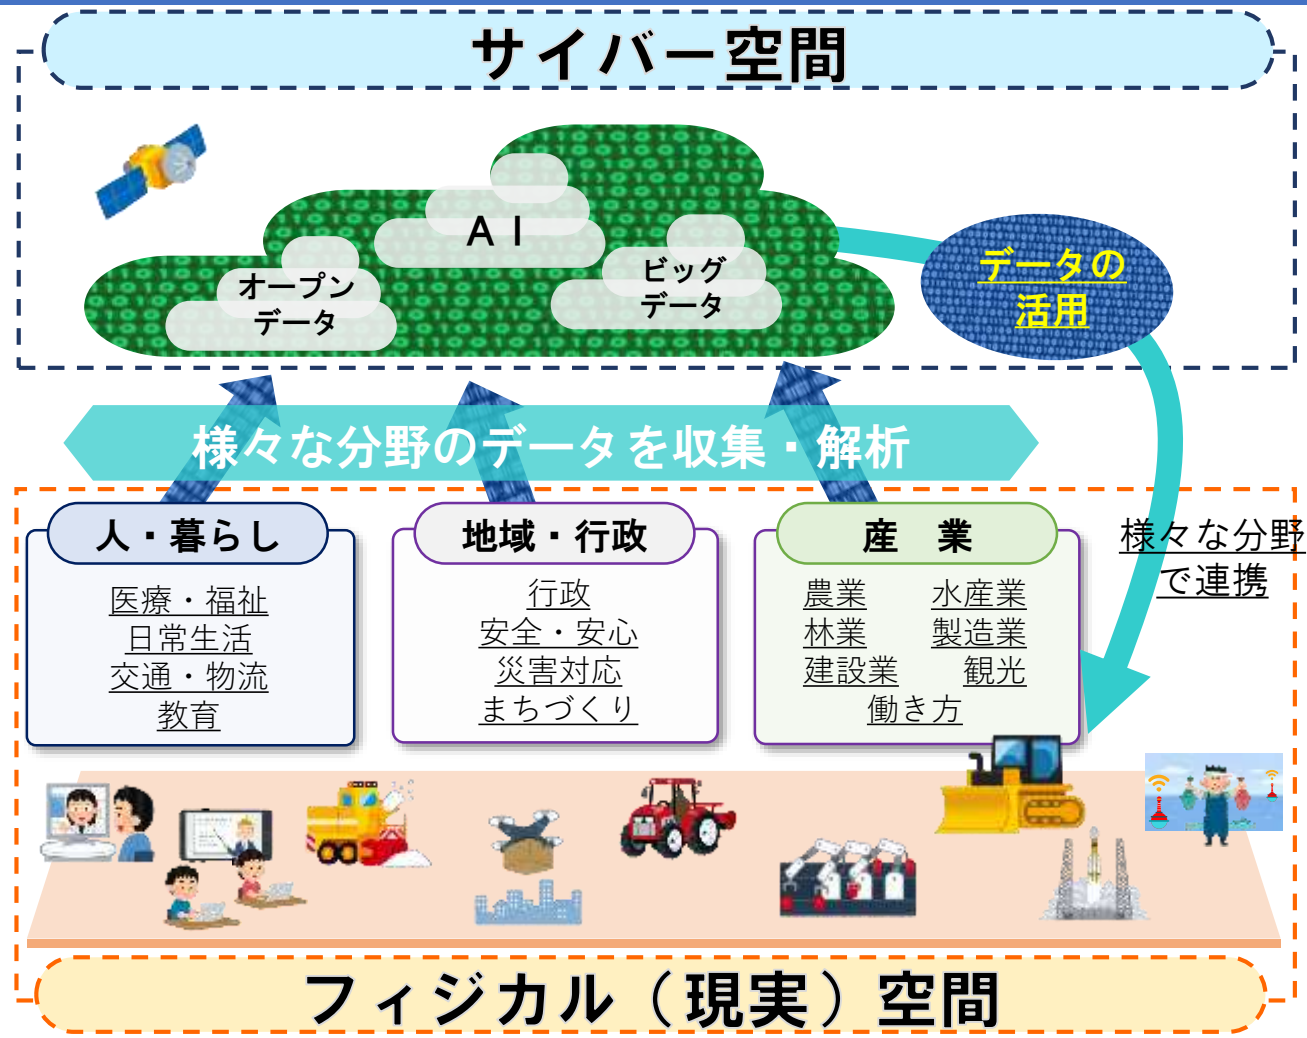 サイバー空間
ＡＩ
オープン
データ
ビッグ
データ
データの
活用
様々な分野のデータを収集・解析
人・暮らし
医療・福祉
日常生活
交通・物流
教育
地域・行政
行政
安全・安心
災害対応
まちづくり
産　業
農業　　水産業
林業　　製造業
建設業　　観光
働き方
様々な分野
で連携
フィジカル（現実）空間